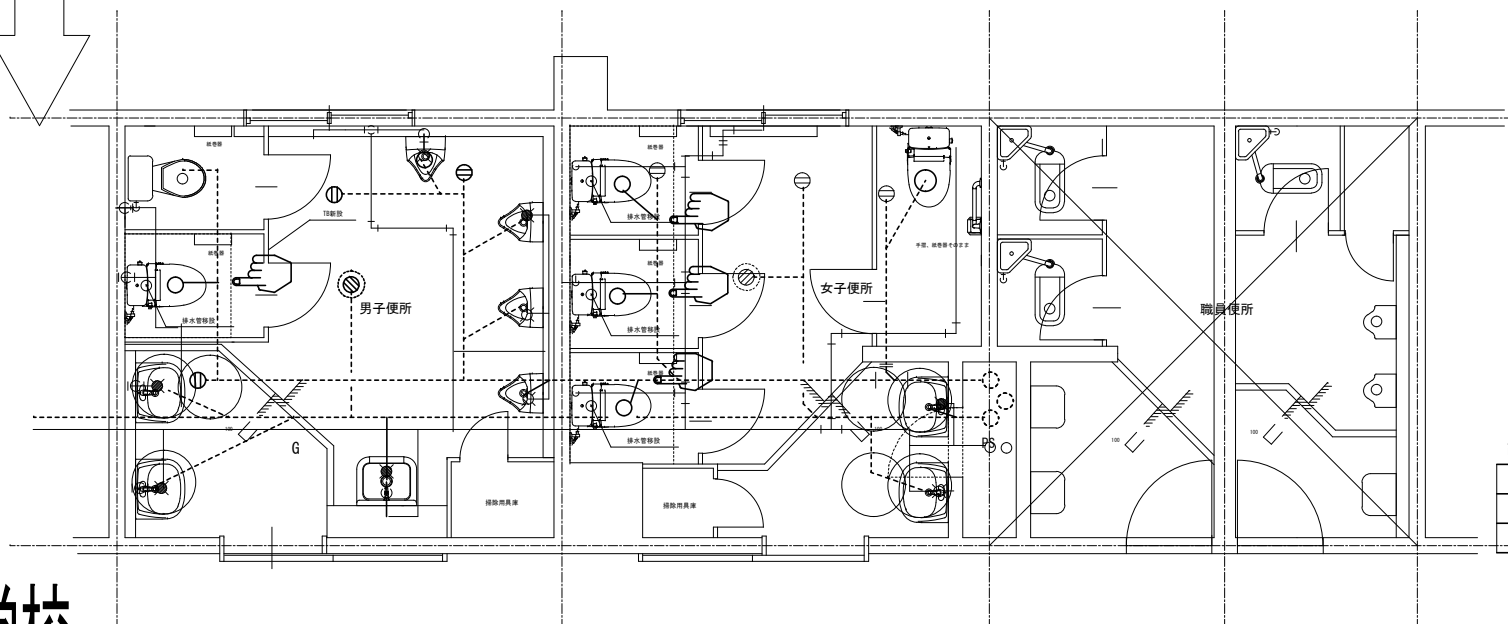 紙巻器
紙巻器
TB新設
排水管移設
手摺、紙巻器そのまま
紙巻器
紙巻器
男子便所
女子便所
職員便所
排水管移設
排水管移設
紙巻器
100
G
100
PS
100
100
排水管移設
掃除用具庫
掃除用具庫